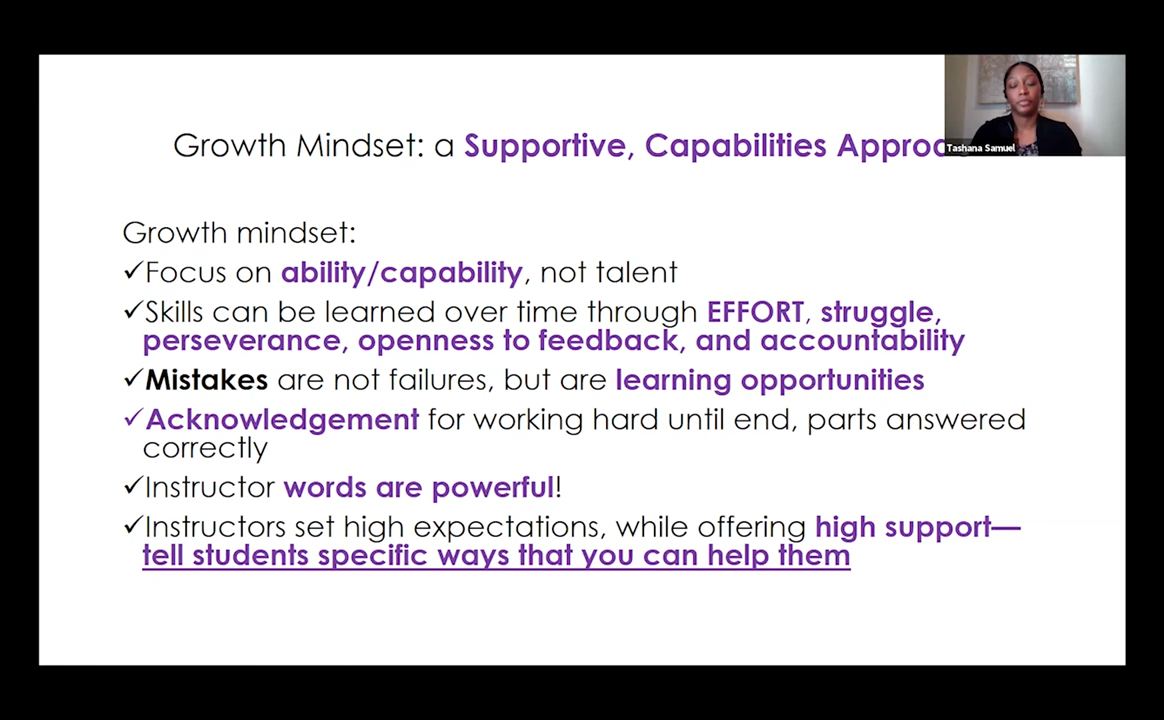 Growth Mindset: a Supportive, Capabilities Approc
Tashana Samuel
Growth mindset:
✓Focus on ability/capability, not talent
✓Skills can be learned over time through EFFORT, struggle,
perseverance, openness to feedback, and accountability
✓Mistakes are not failures, but are learning opportunities
✓Acknowledgement for working hard until end, parts answered
correctly
✓Instructor words are powerful!
✓Instructors set high expectations, while offering high support—
tell students specific ways that you can help them